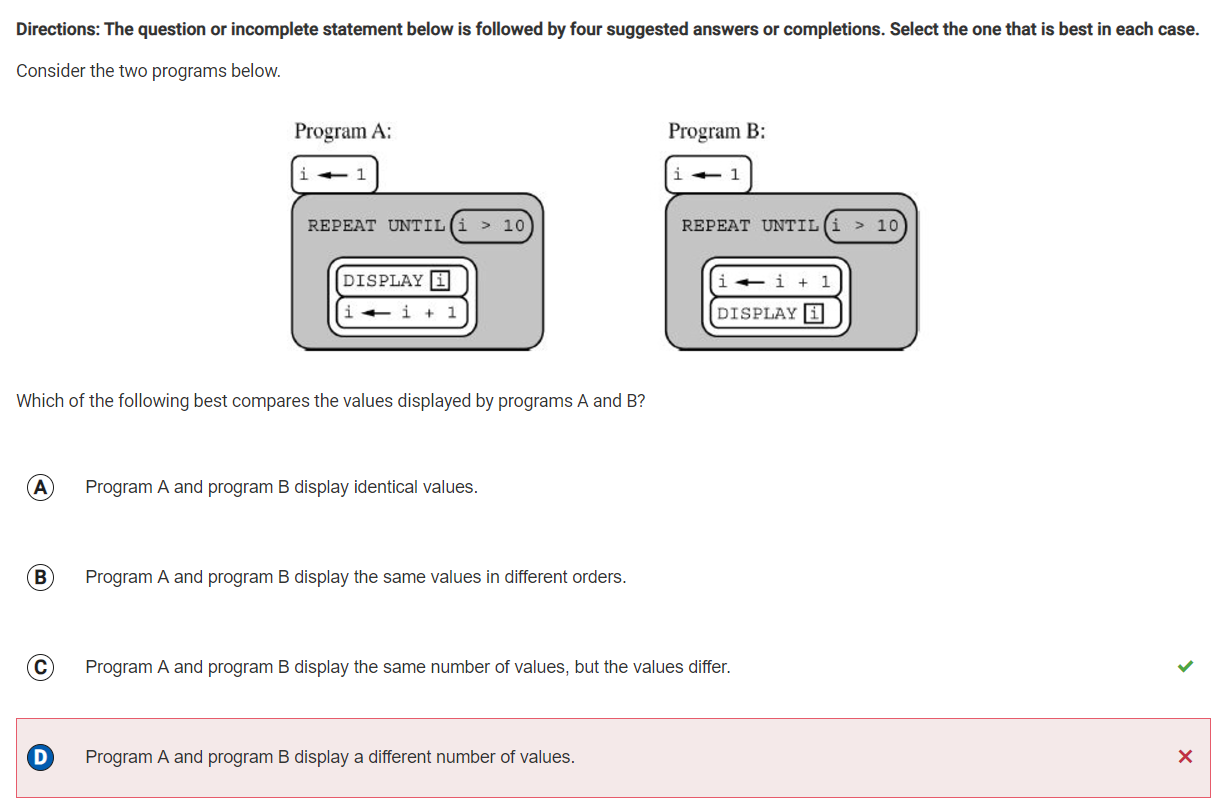 Directions: The question or incomplete statement below is followed by four suggested answers or completions. Select the one that is best in each case.
Consider the two programs below.
Program A:
i ← 1
REPEAT UNTIL i > 10
DISPLAY i
i ← i + 1
Program B:
i ← 1
REPEAT UNTIL i > 10
i ← i + 1
DISPLAY i
Which of the following best compares the values displayed by programs A and B?
A Program A and program B display identical values.
B Program A and program B display the same values in different orders.
C Program A and program B display the same number of values, but the values differ.
D Program A and program B display a different number of values.